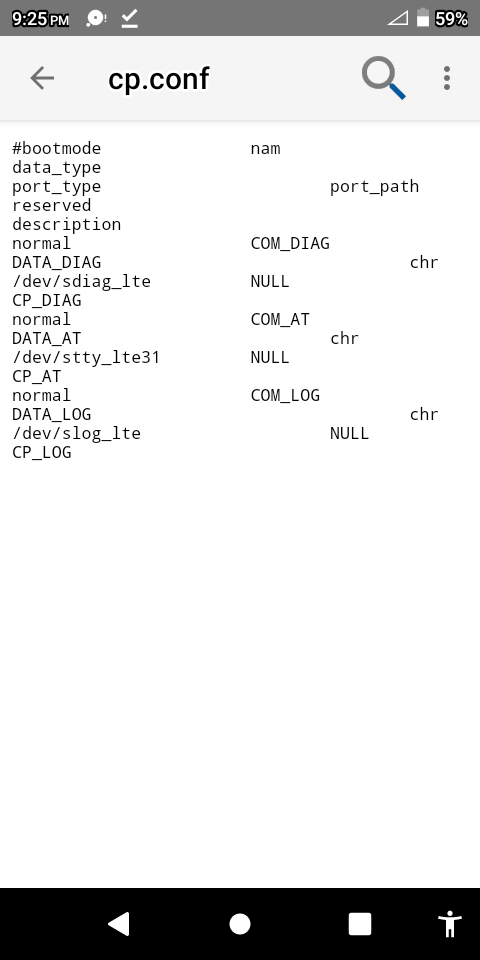 9:25 PM 59%
cp.conf
#bootmode nam
data_type
port_type port_path
reserved
description
normal COM_DIAG
DATA_DIAG chr
/dev/sdiag_lte NULL
CP_DIAG
normal COM_AT
DATA_AT chr
/dev/stty_lte31 NULL
CP_AT
normal COM_LOG
DATA_LOG chr
/dev/slog_lte NULL
CP_LOG